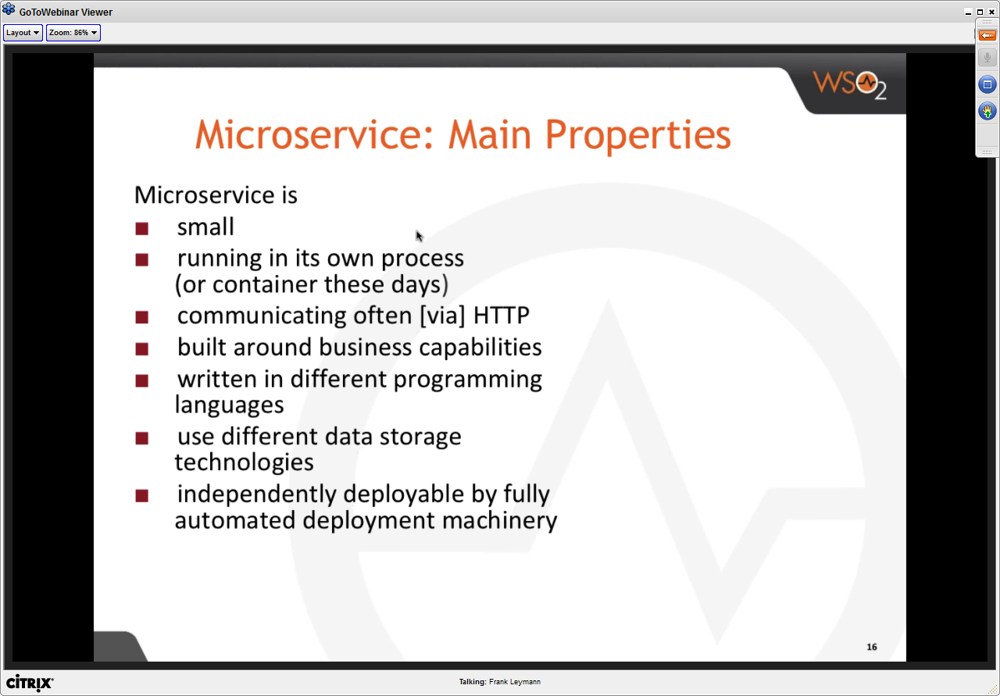 GoToWebinar Viewer
Layout
Zoom: 86%
WSO2
Microservice: Main Properties
Microservice is
small
running in its own process
(or container these days)
communicating often [via] HTTP
built around business capabilities
written in different programming
languages
use different data storage
technologies
independently deployable by fully
automated deployment machinery
16
CITRIX
Talking: Frank Leymann